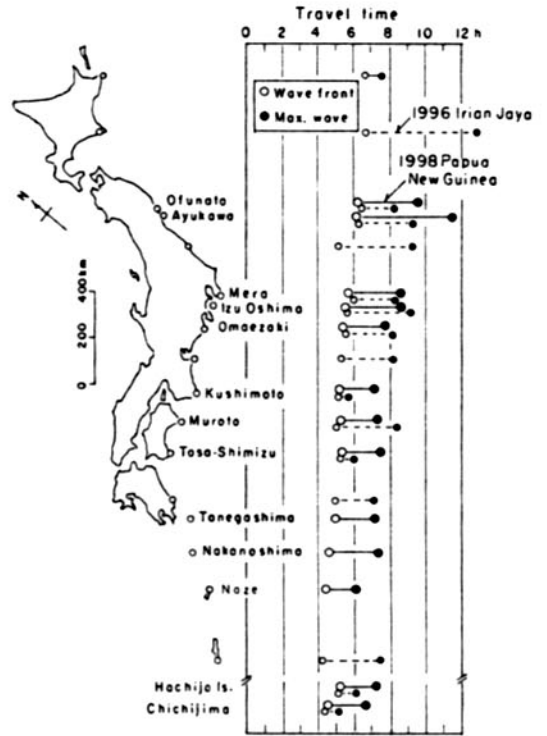 Travel time
0 2 4 6 8 10 12 h
○ Wave front
● Max. wave
1996 Irian Jaya
1998 Papua
New Guinea
N
Ofunato
Ayukawa
400km
200
0
Mera
Izu Oshima
Omaezaki
Kushimoto
Muroto
Tosa-Shimizu
Tanegashima
Nakanoshima
Naze
Hachijo Is.
Chichijima